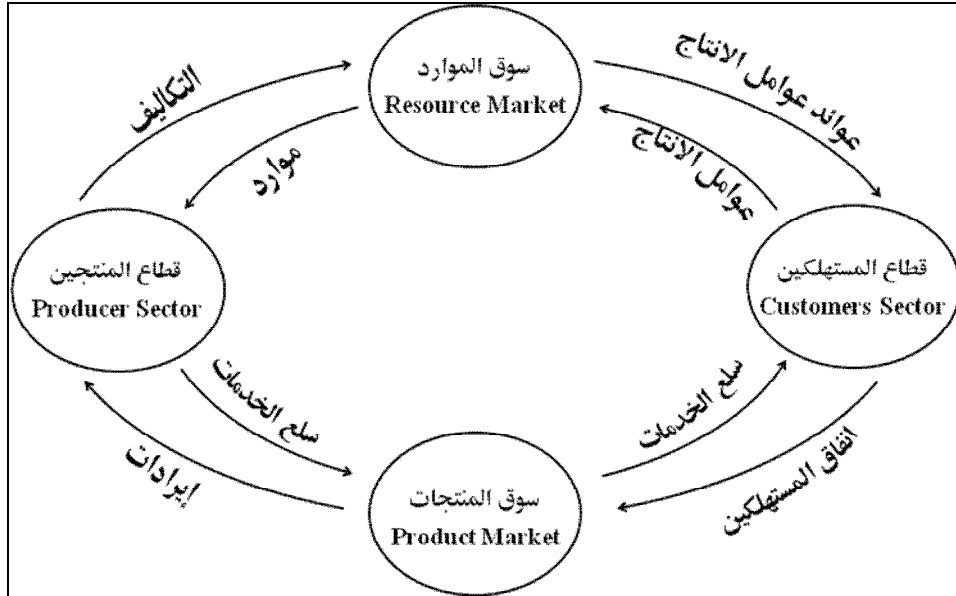 سوق الموارد
Resource Market
التكاليف
موارد
عوائد عوامل الانتاج
عوامل الانتاج
قطاع المنتجين
Producer Sector
قطاع المستهلكين
Customers Sector
سلع الخدمات
إيرادات
سلع الخدمات
انفاق المستهلكين
سوق المنتجات
Product Market